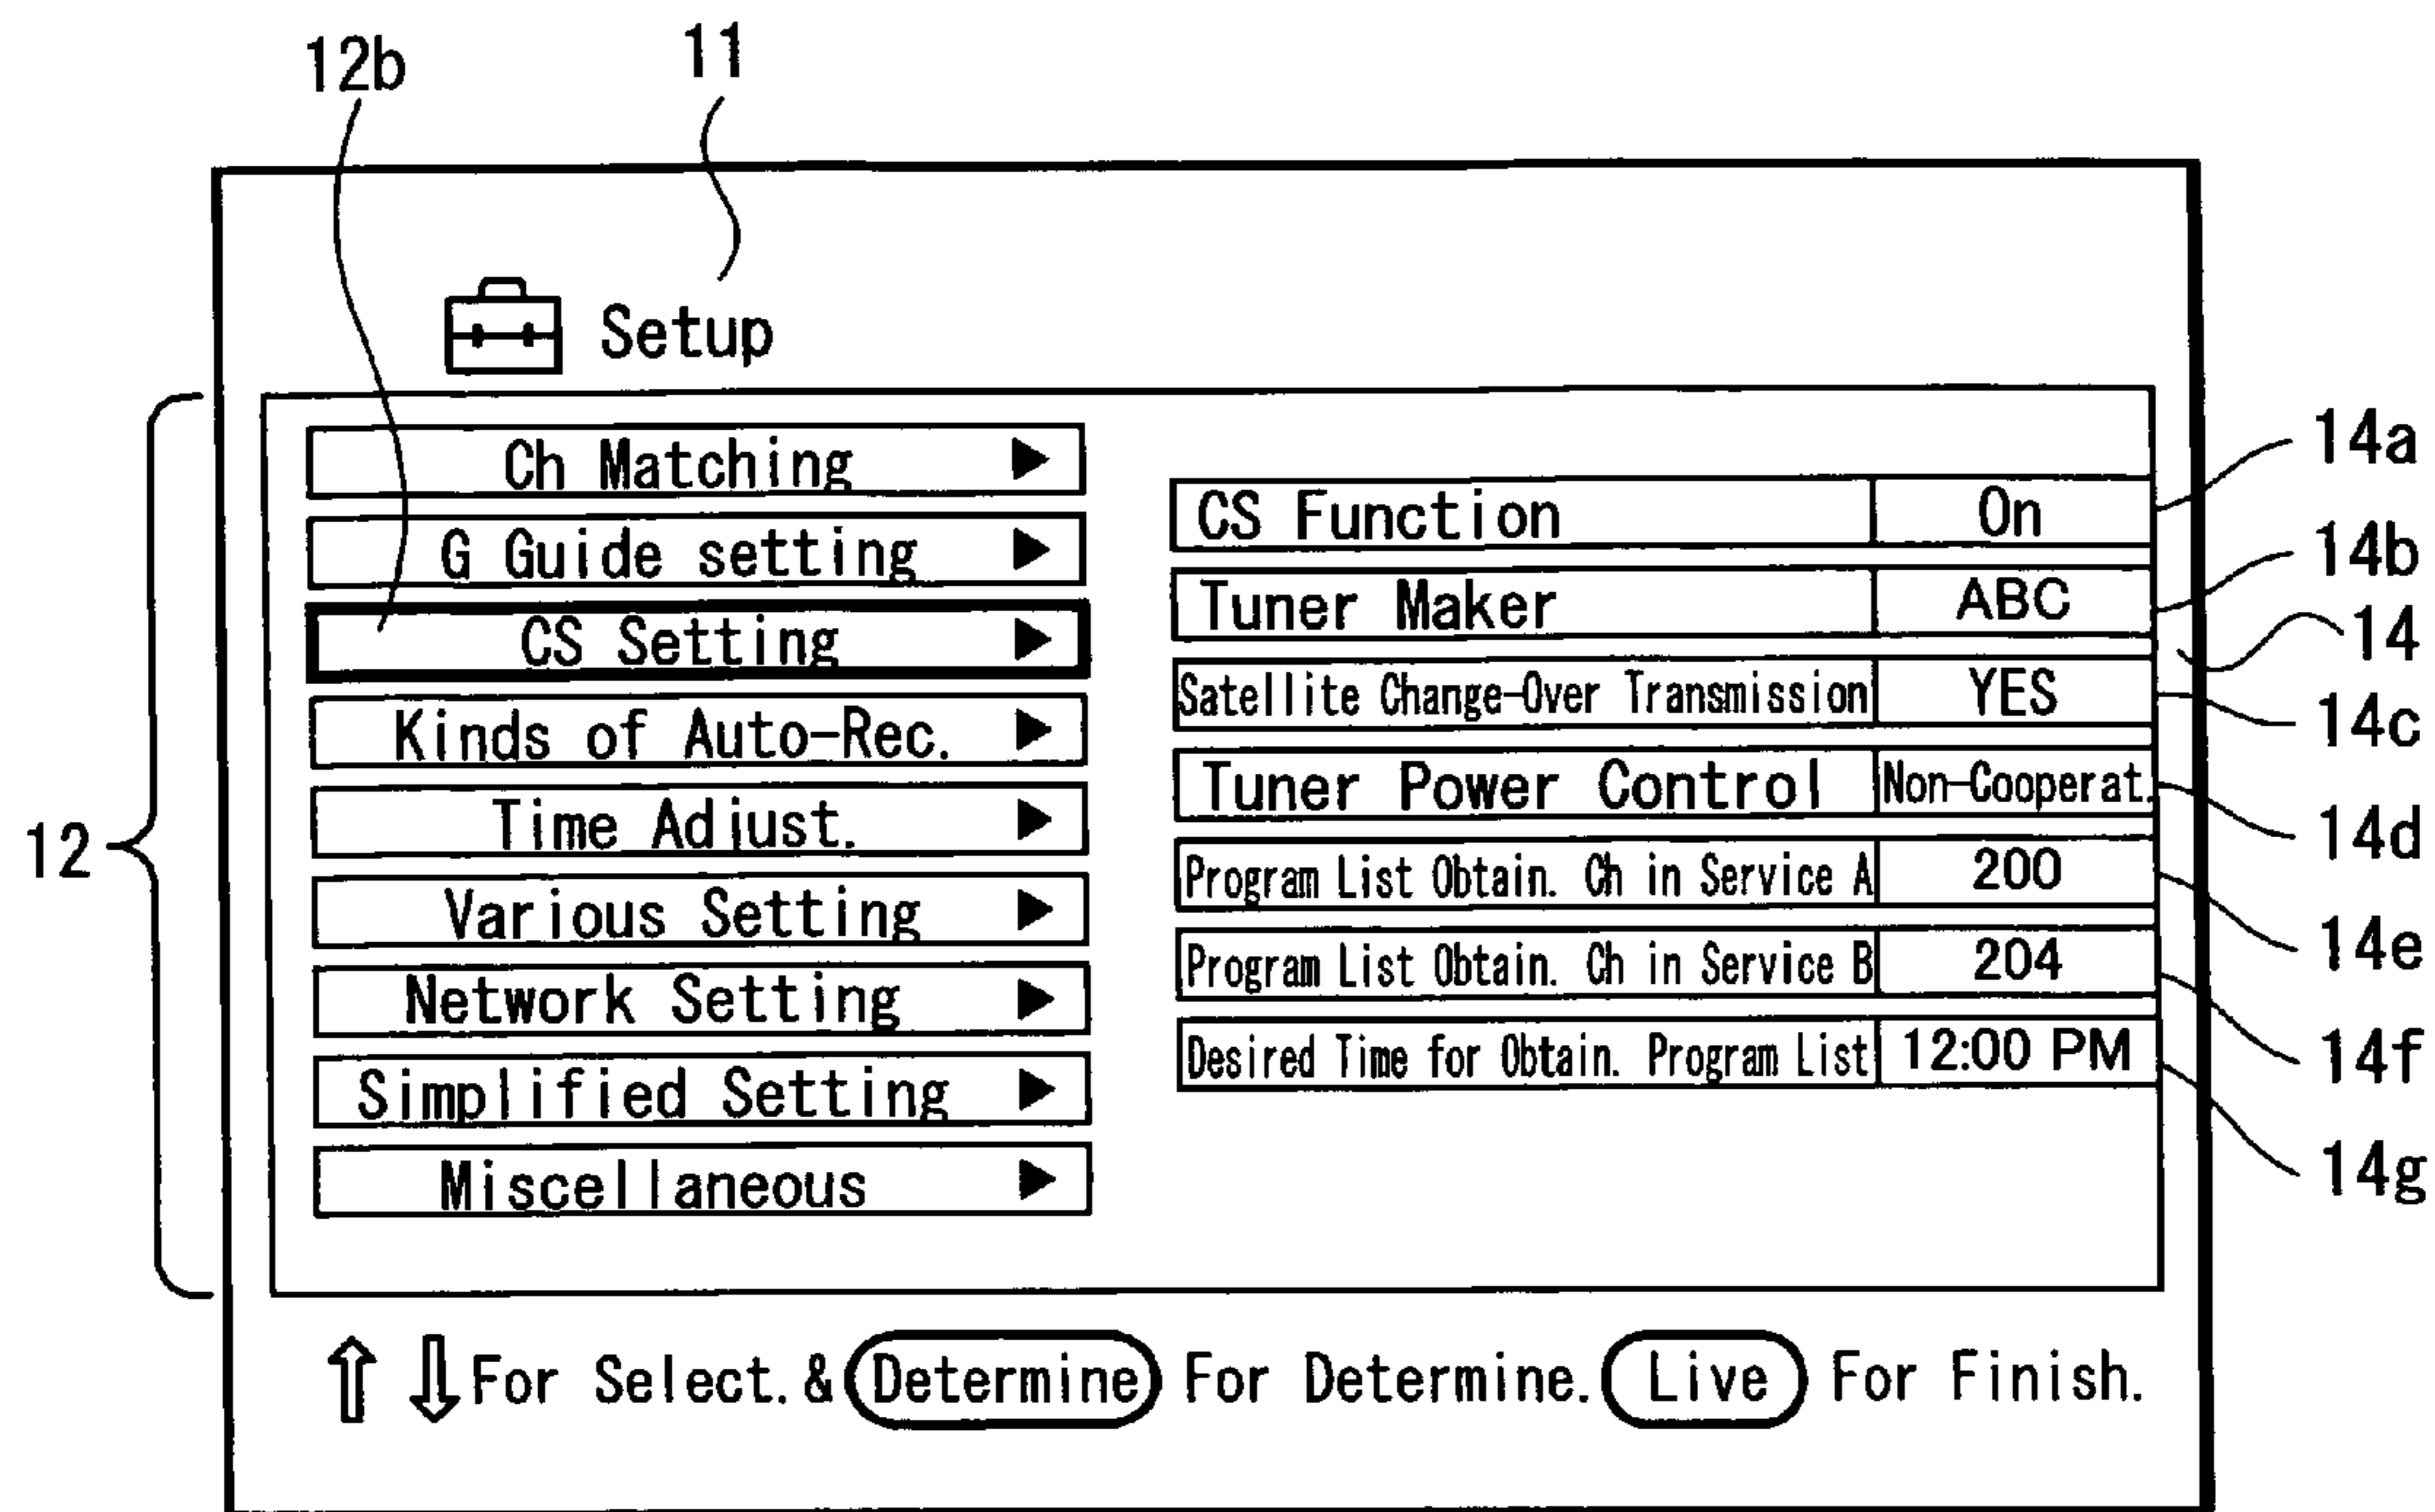 12b
11
Setup
12
Ch Matching ▶
G Guide setting ▶
CS Setting ▶
Kinds of Auto-Rec. ▶
Time Adjust. ▶
Various Setting ▶
Network Setting ▶
Simplified Setting ▶
Miscellaneous ▶
CS Function On
Tuner Maker ABC
Satellite Change-Over Transmission YES
Tuner Power Control Non-Cooperat.
Program List Obtain. Ch in Service A 200
Program List Obtain. Ch in Service B 204
Desired Time for Obtain. Program List 12:00 PM
14a
14b
14
14c
14d
14e
14f
14g
⇧ ⇩ For Select. & Determine For Determine. Live For Finish.